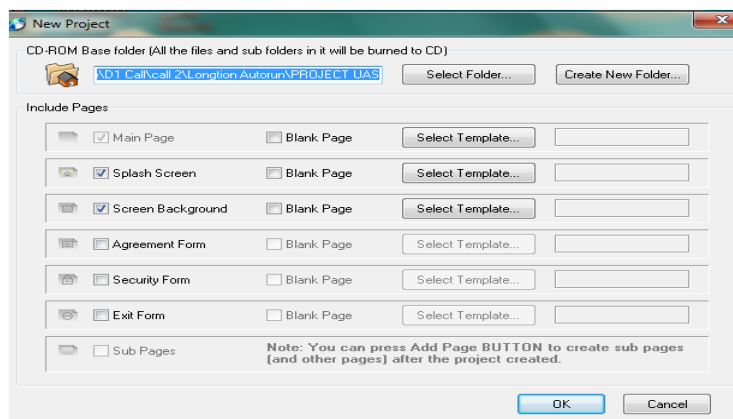 New Project
CD-ROM Base folder (All the files and sub folders in it will be burned to CD)
\D1 Call\call 2\Longtion Autorun\PROJECT UAS Select Folder... Create New Folder...
Include Pages
Main Page Blank Page Select Template...
Splash Screen Blank Page Select Template...
Screen Background Blank Page Select Template...
Agreement Form Blank Page Select Template...
Security Form Blank Page Select Template...
Exit Form Blank Page Select Template...
Sub Pages Note: You can press Add Page BUTTON to create sub pages
(and other pages) after the project created.
OK Cancel